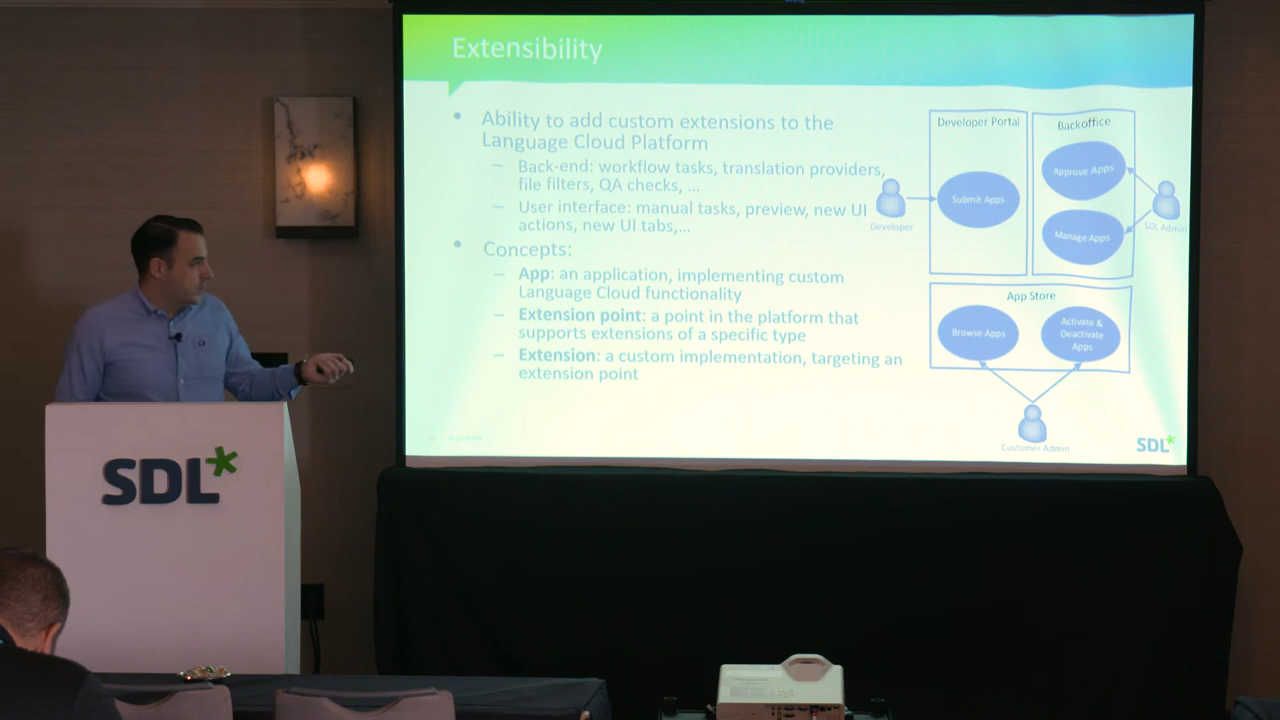 Extensibility
• Ability to add custom extensions to the
Language Cloud Platform
– Back-end: workflow tasks, translation providers,
file filters, QA checks, ...
– User interface: manual tasks, preview, new UI
actions, new UI tabs,...
• Concepts:
– App: an application, implementing custom
Language Cloud functionality
– Extension point: a point in the platform that
supports extensions of a specific type
– Extension: a custom implementation, targeting an
extension point
Developer Portal
Submit Apps
Developer
Backoffice
Approve Apps
Manage Apps
SDL Admin
App Store
Browse Apps
Activate &
Deactivate
Apps
Customer Admin
SDL*
SDL*